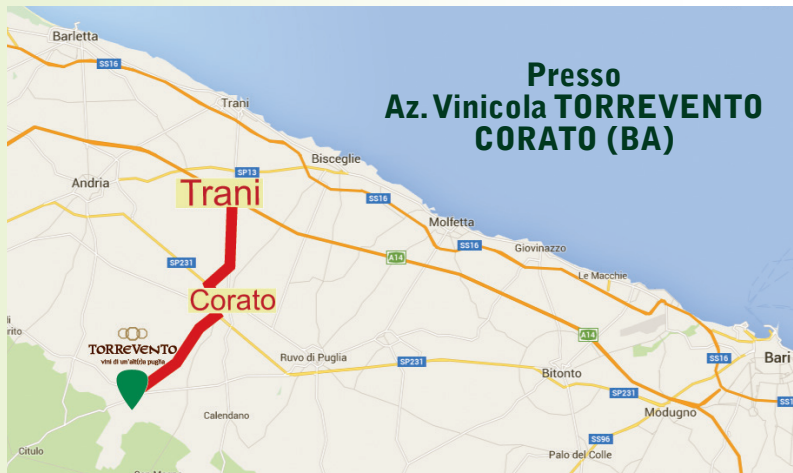 Presso
Az. Vinicola TORREVENTO
CORATO (BA)
Barletta
SS16
Trani
Bisceglie
SP13
Andria
Trani
SS16
Molfetta
SS16
Giovinazzo
SP231
A14
Le Macchie
Corato
TORREVENTO
vini di un'alt(r)a puglia
A14
Ruvo di Puglia
SP231
Bitonto
SS16
Bari
SP231
Modugno
Calendano
SS96
Palo del Colle
Citulo